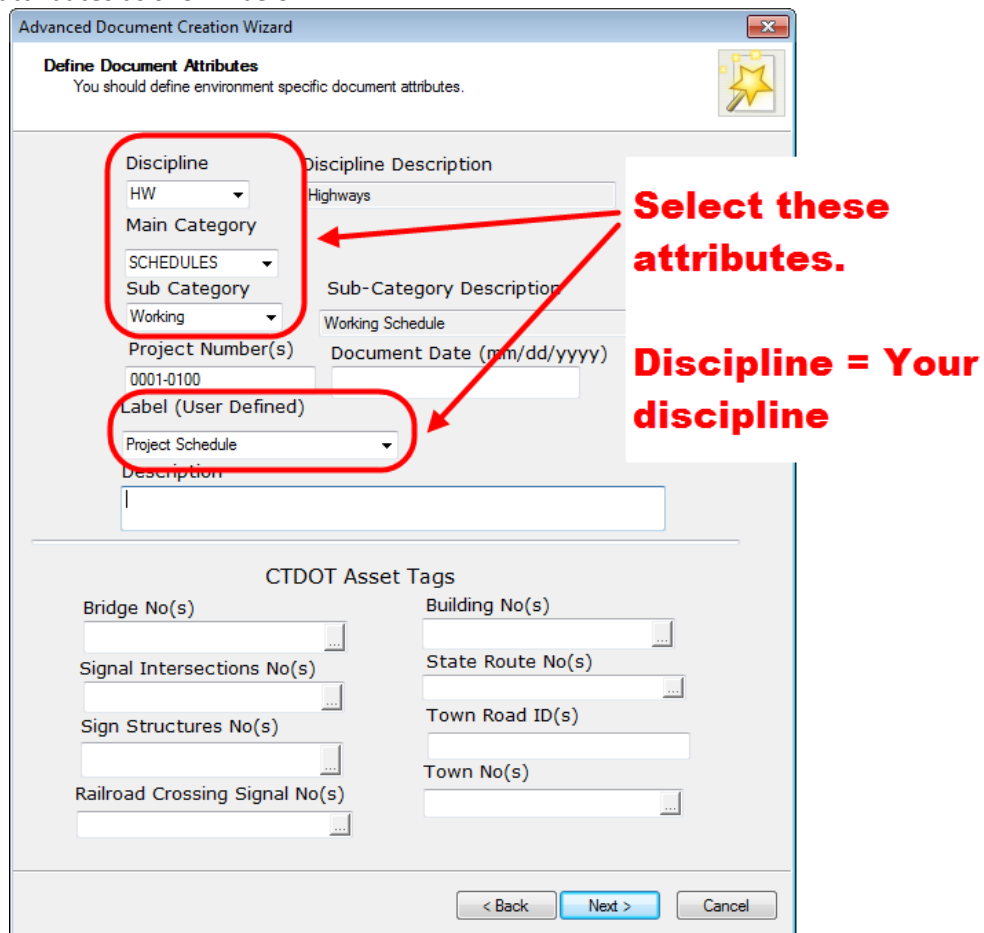 Advanced Document Creation Wizard
Define Document Attributes
You should define environment specific document attributes.
Discipline
Discipline Description
HW
Highways
Main Category
SCHEDULES
Sub Category
Sub-Category Description
Working
Working Schedule
Project Number(s)
Document Date (mm/dd/yyyy)
0001-0100
Label (User Defined)
Project Schedule
Description
Select these
attributes.
Discipline = Your
discipline
CTDOT Asset Tags
Bridge No(s)
Building No(s)
...
...
Signal Intersections No(s)
State Route No(s)
...
...
Sign Structures No(s)
Town Road ID(s)
...
Town No(s)
Railroad Crossing Signal No(s)
...
...
< Back
Next >
Cancel